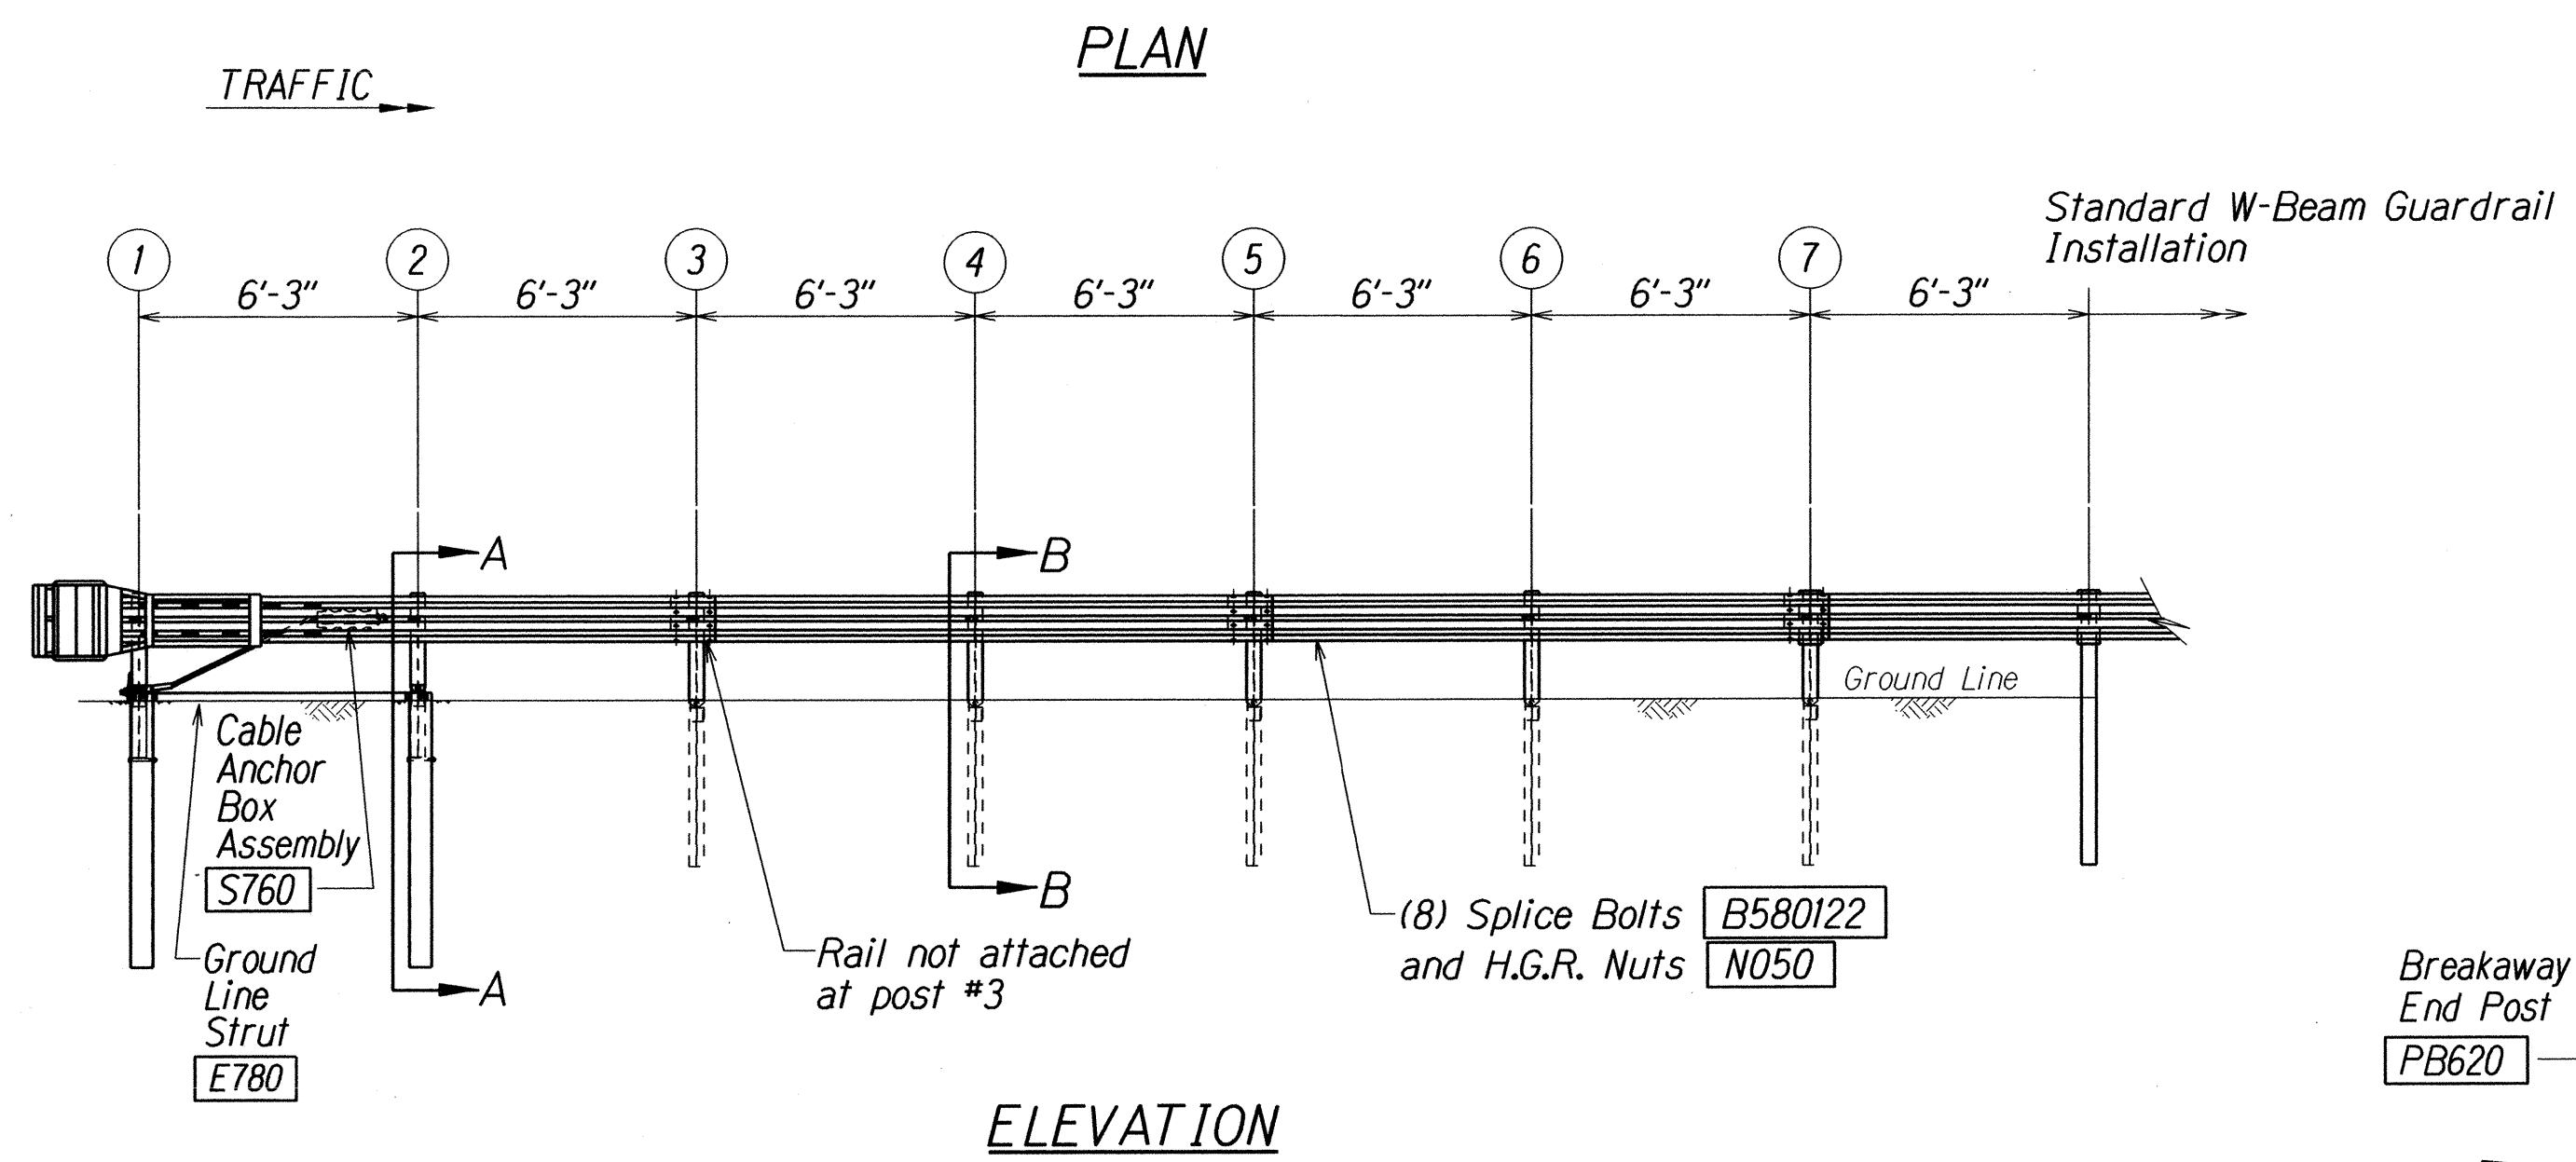 PLAN
TRAFFIC
Standard W-Beam Guardrail
Installation
1 2 3 4 5 6 7
6'-3" 6'-3" 6'-3" 6'-3" 6'-3" 6'-3" 6'-3"
A B
Ground Line
Cable
Anchor
Box
Assembly
S760
Ground
Line
Strut
E780
A
B
Rail not attached
at post #3
(8) Splice Bolts B580122
and H.G.R. Nuts N050
Breakaway
End Post
PB620
ELEVATION